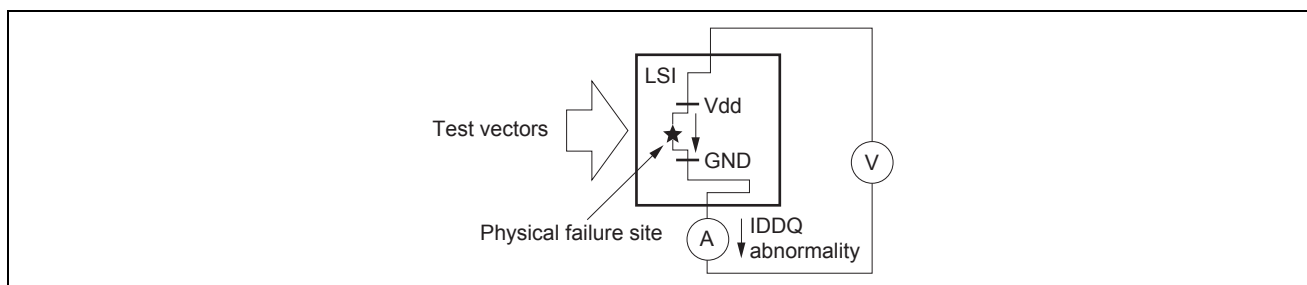 LSI
Vdd
Test vectors
GND
V
Physical failure site
A
IDDQ
abnormality